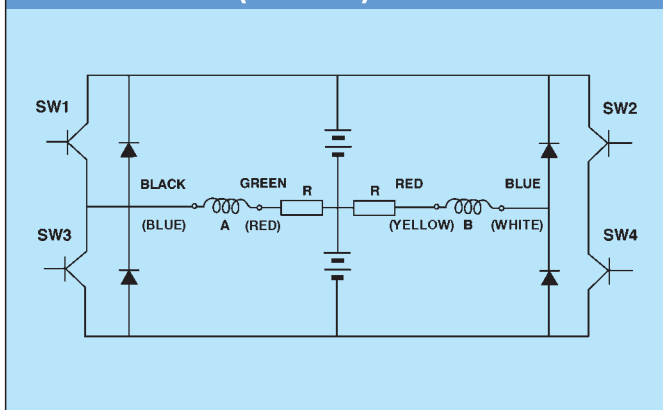 SW1
SW2
BLACK
GREEN
R
R
RED
BLUE
(BLUE)
A
(RED)
(YELLOW)
B
(WHITE)
SW3
SW4